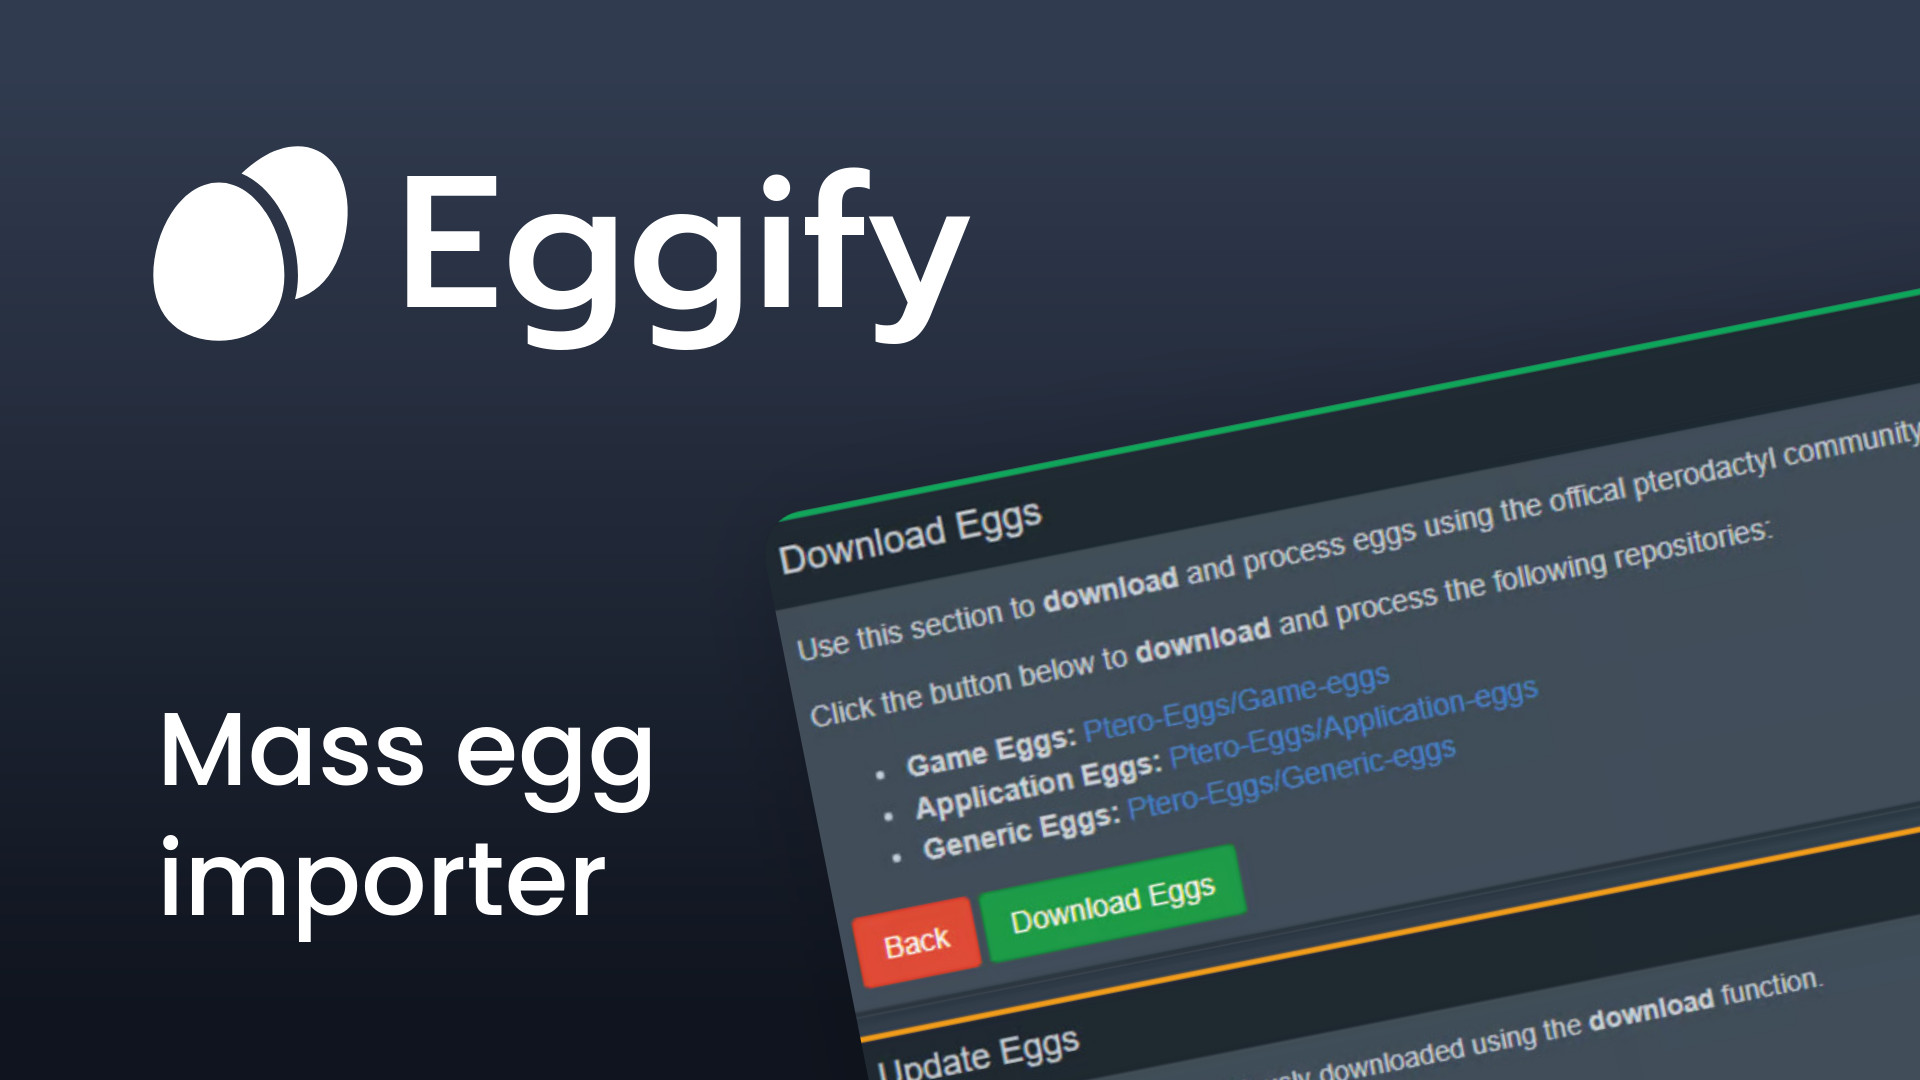 Eggify
Mass egg
importer
Download Eggs
Use this section to download and process eggs using the offical pterodactyl community
Click the button below to download and process the following repositories:
Game Eggs: Ptero-Eggs/Game-eggs
Application Eggs: Ptero-Eggs/Application-eggs
Generic Eggs: Ptero-Eggs/Generic-eggs
Back
Download Eggs
Update Eggs
downloaded using the download function.